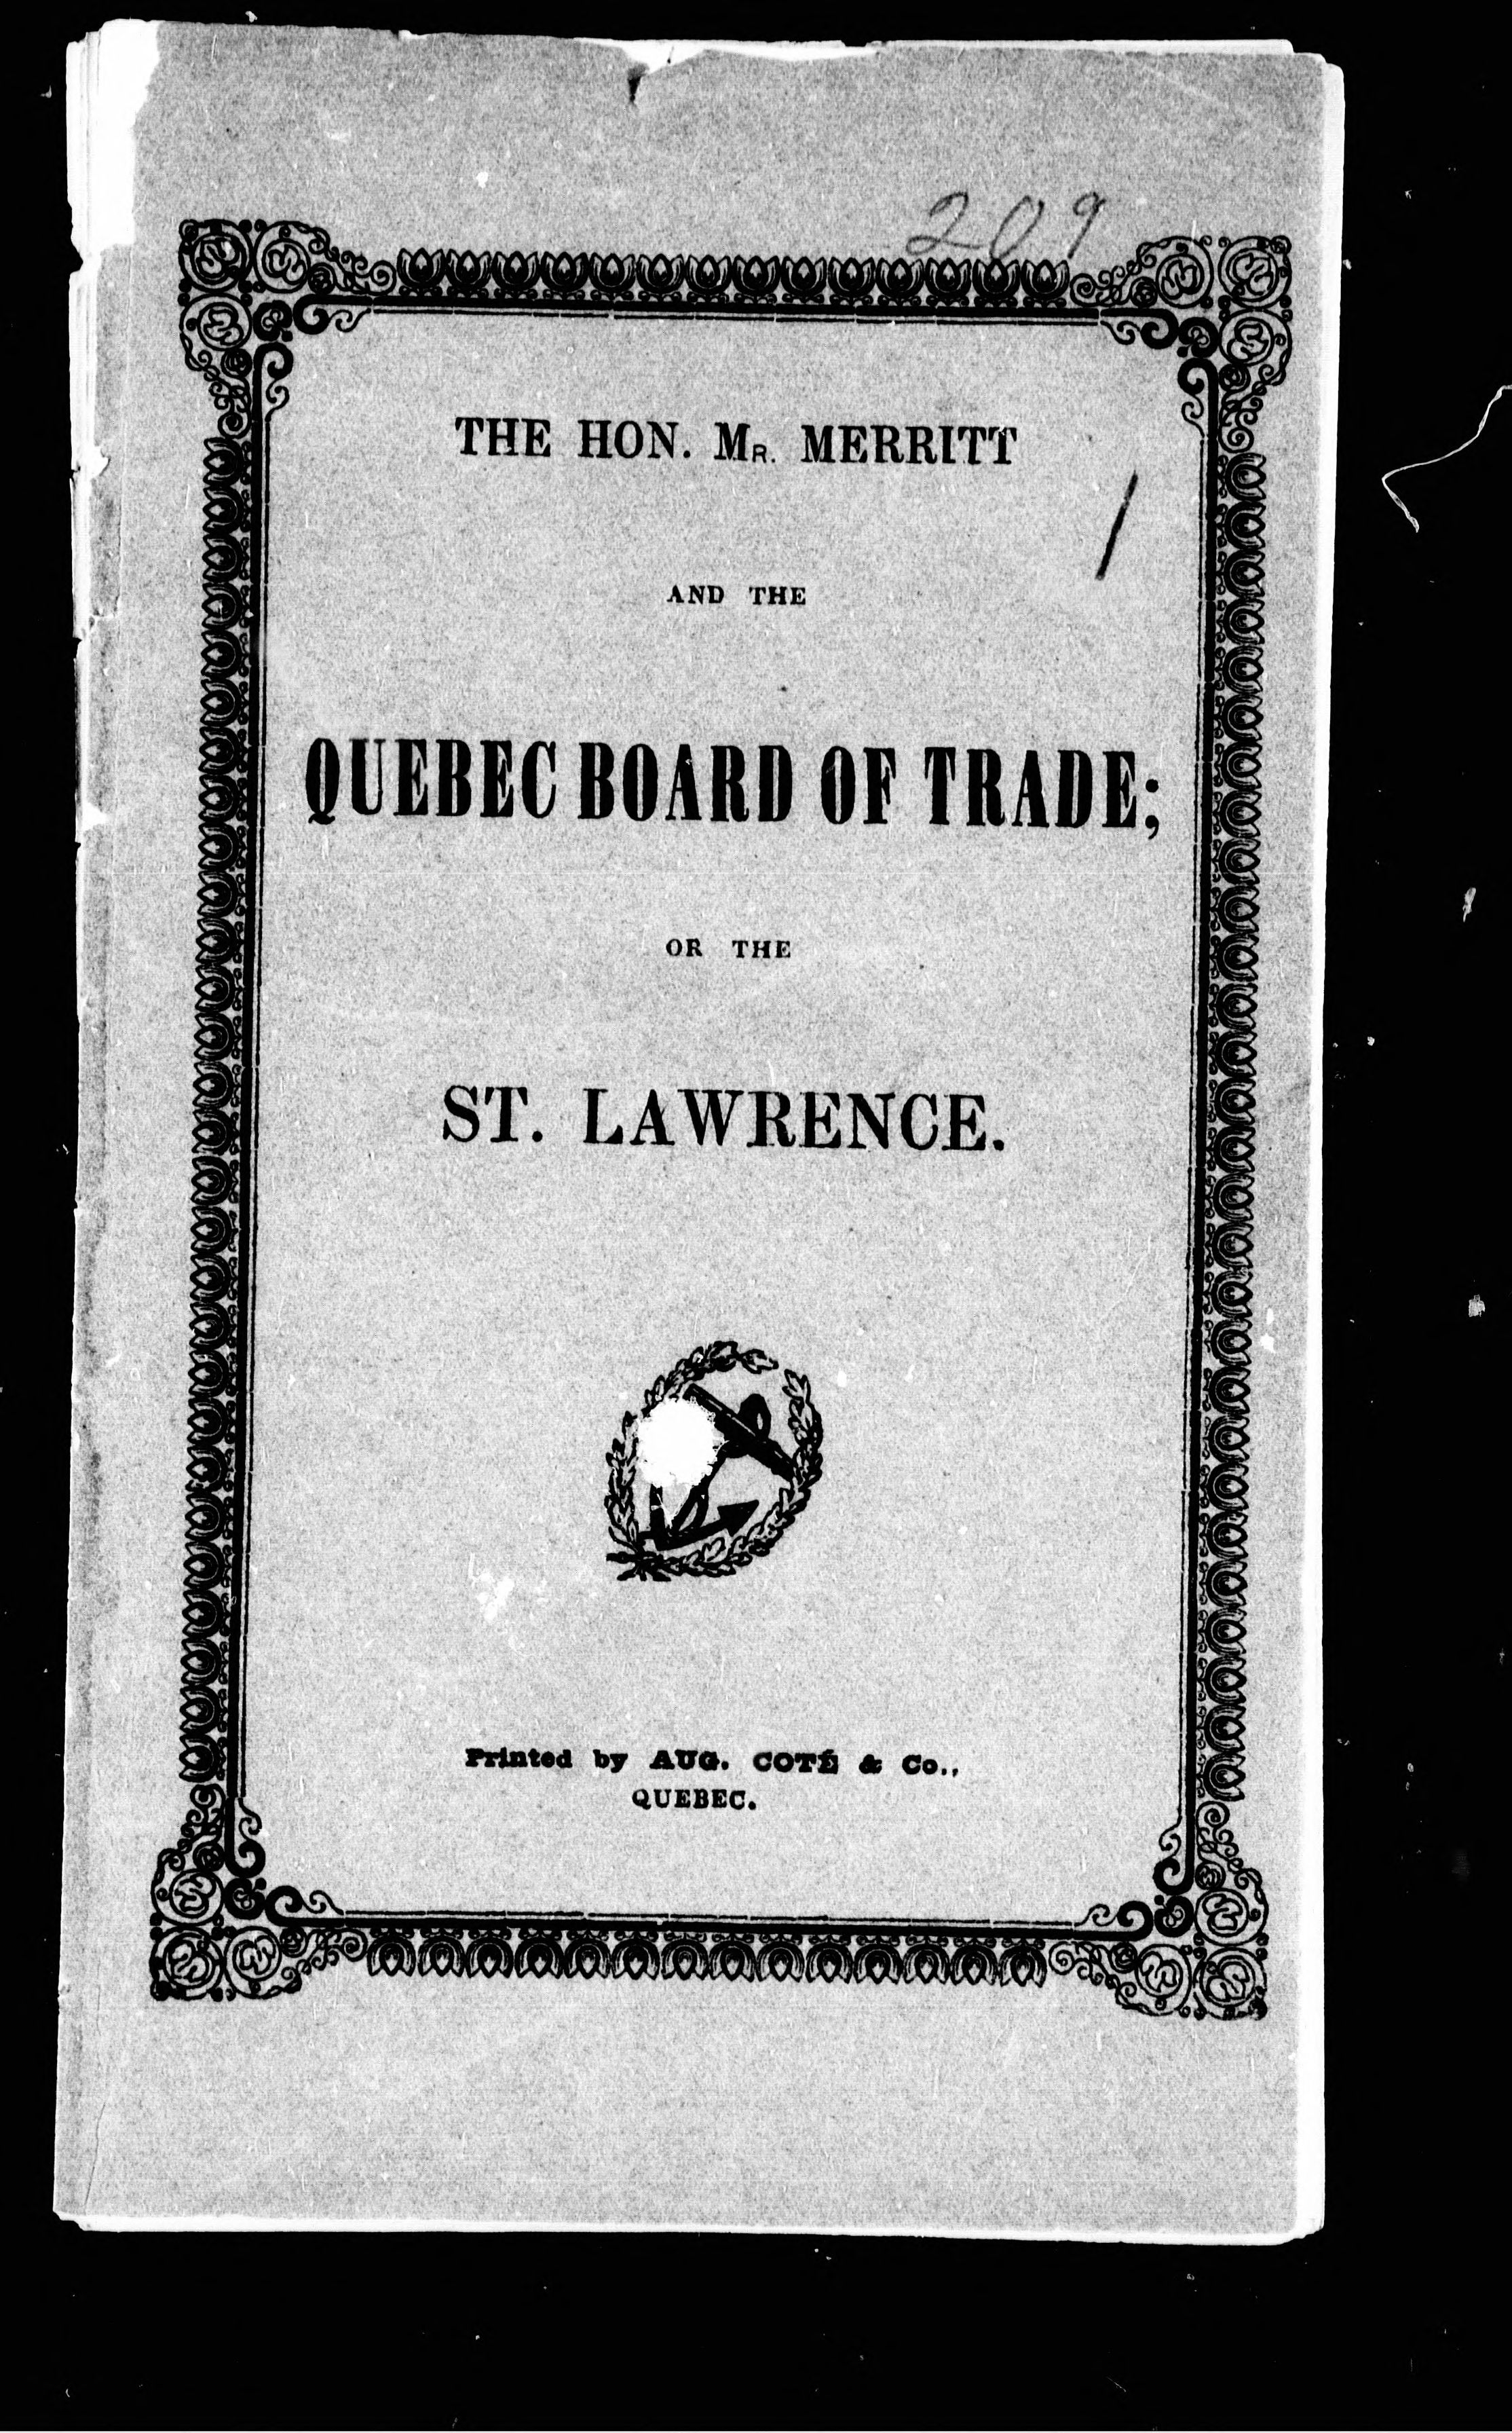 209
THE HON. MR. MERRITT
/
AND THE
QUEBEC BOARD OF TRADE;
OR THE
ST. LAWRENCE.
Printed by AUG. COTÉ & Co.,
QUEBEC.